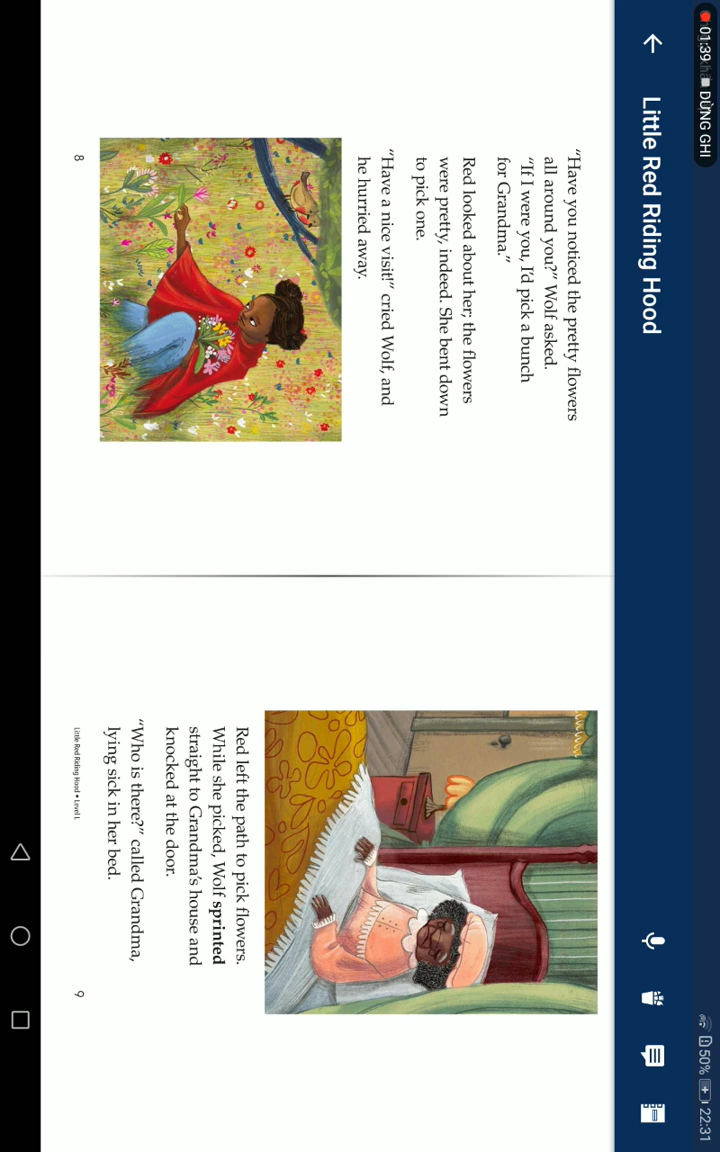 01:39
DỪNG GHI
50%
22:31
Little Red Riding Hood
“Have you noticed the pretty flowers
all around you?” Wolf asked.
“If I were you, I’d pick a bunch
for Grandma.”
Red looked about her; the flowers
were pretty, indeed. She bent down
to pick one.
“Have a nice visit!” cried Wolf, and
he hurried away.
8
Red left the path to pick flowers.
While she picked, Wolf sprinted
straight to Grandma’s house and
knocked at the door.
“Who is there?” called Grandma,
lying sick in her bed.
Little Red Riding Hood • Level L
9